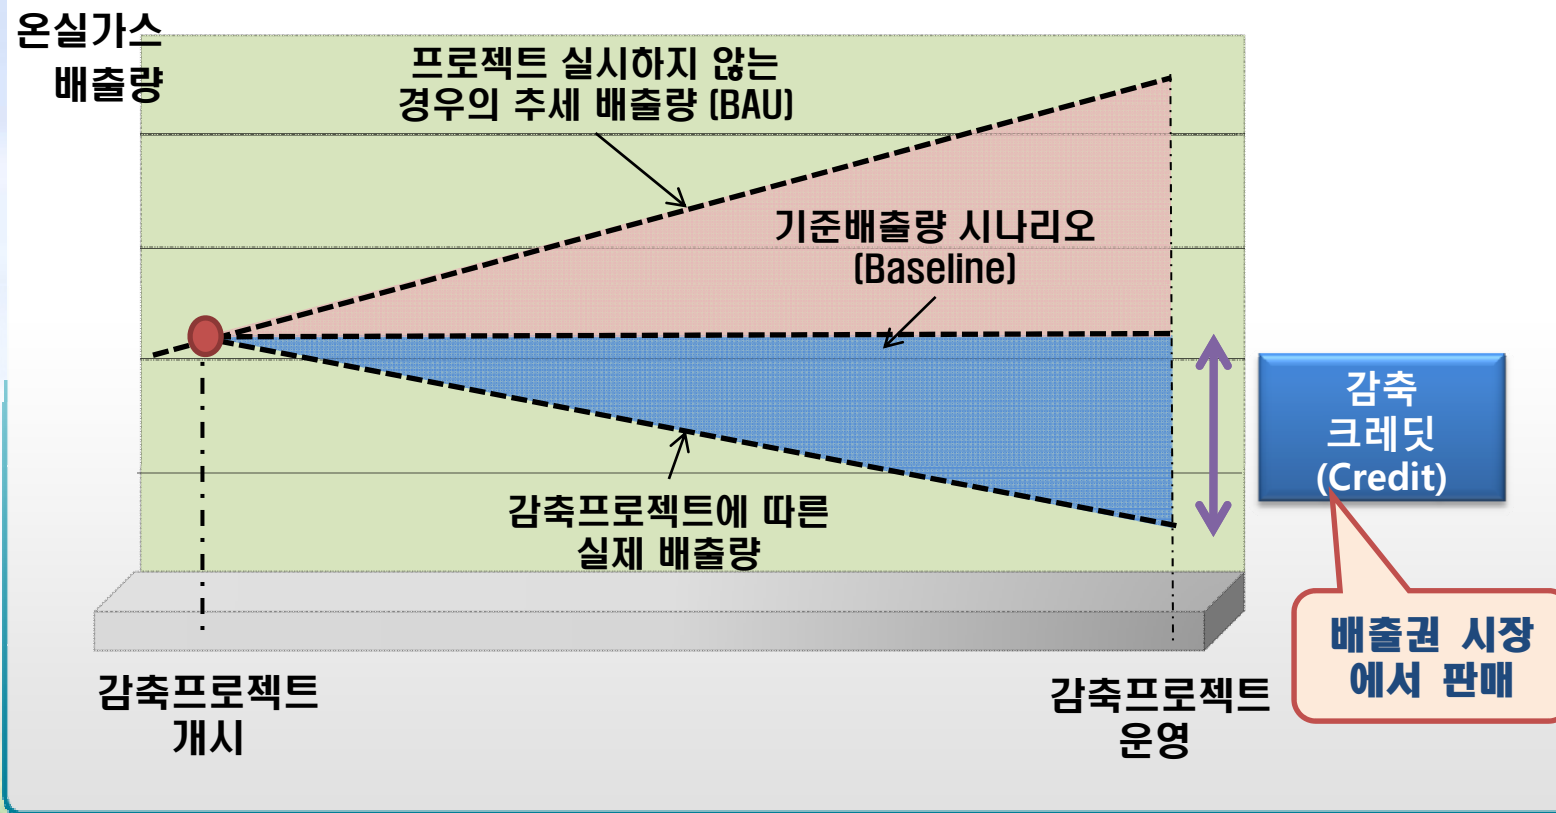 온실가스
배출량
프로젝트 실시하지 않는
경우의 추세 배출량 (BAU)
기준배출량 시나리오
(Baseline)
감축
크레딧
(Credit)
감축프로젝트에 따른
실제 배출량
배출권 시장
에서 판매
감축프로젝트
개시
감축프로젝트
운영